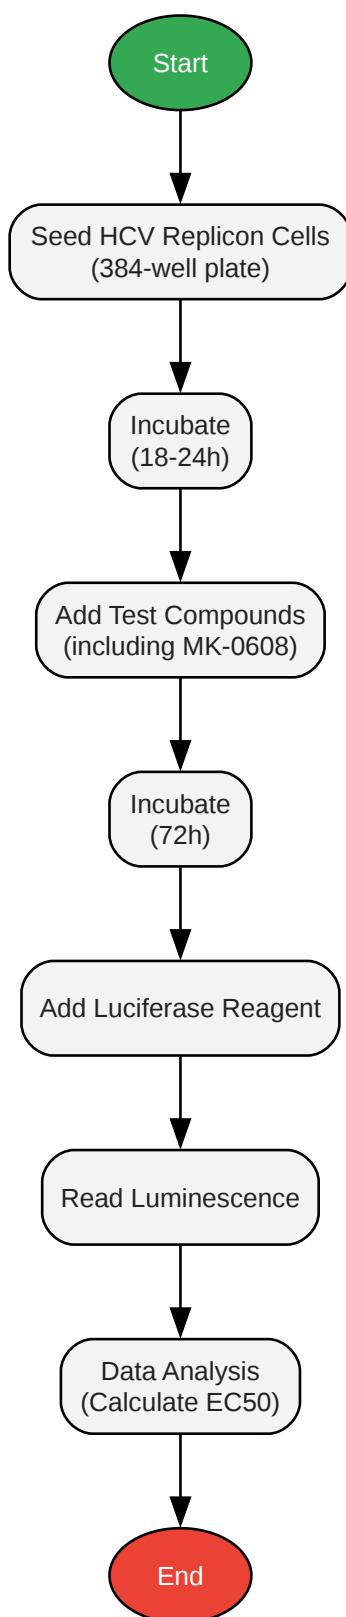 Start
Seed HCV Replicon Cells
(384-well plate)
Incubate
(18-24h)
Add Test Compounds
(including MK-0608)
Incubate
(72h)
Add Luciferase Reagent
Read Luminescence
Data Analysis
(Calculate EC50)
End